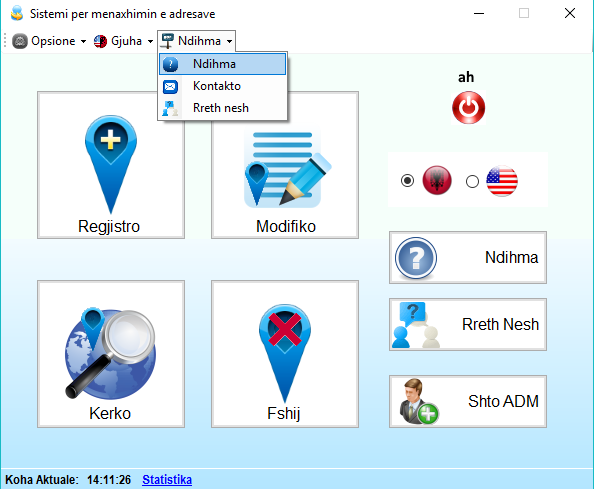 Sistemi per menaxhimin e adresave
Opsione Gjuha Ndihma
Ndihma
Kontakto
Rreth nesh
ah
Regjistro
Modifiko
Ndihma
Rreth Nesh
Kerko
Fshij
Shto ADM
Koha Aktuale: 14:11:26 Statistika